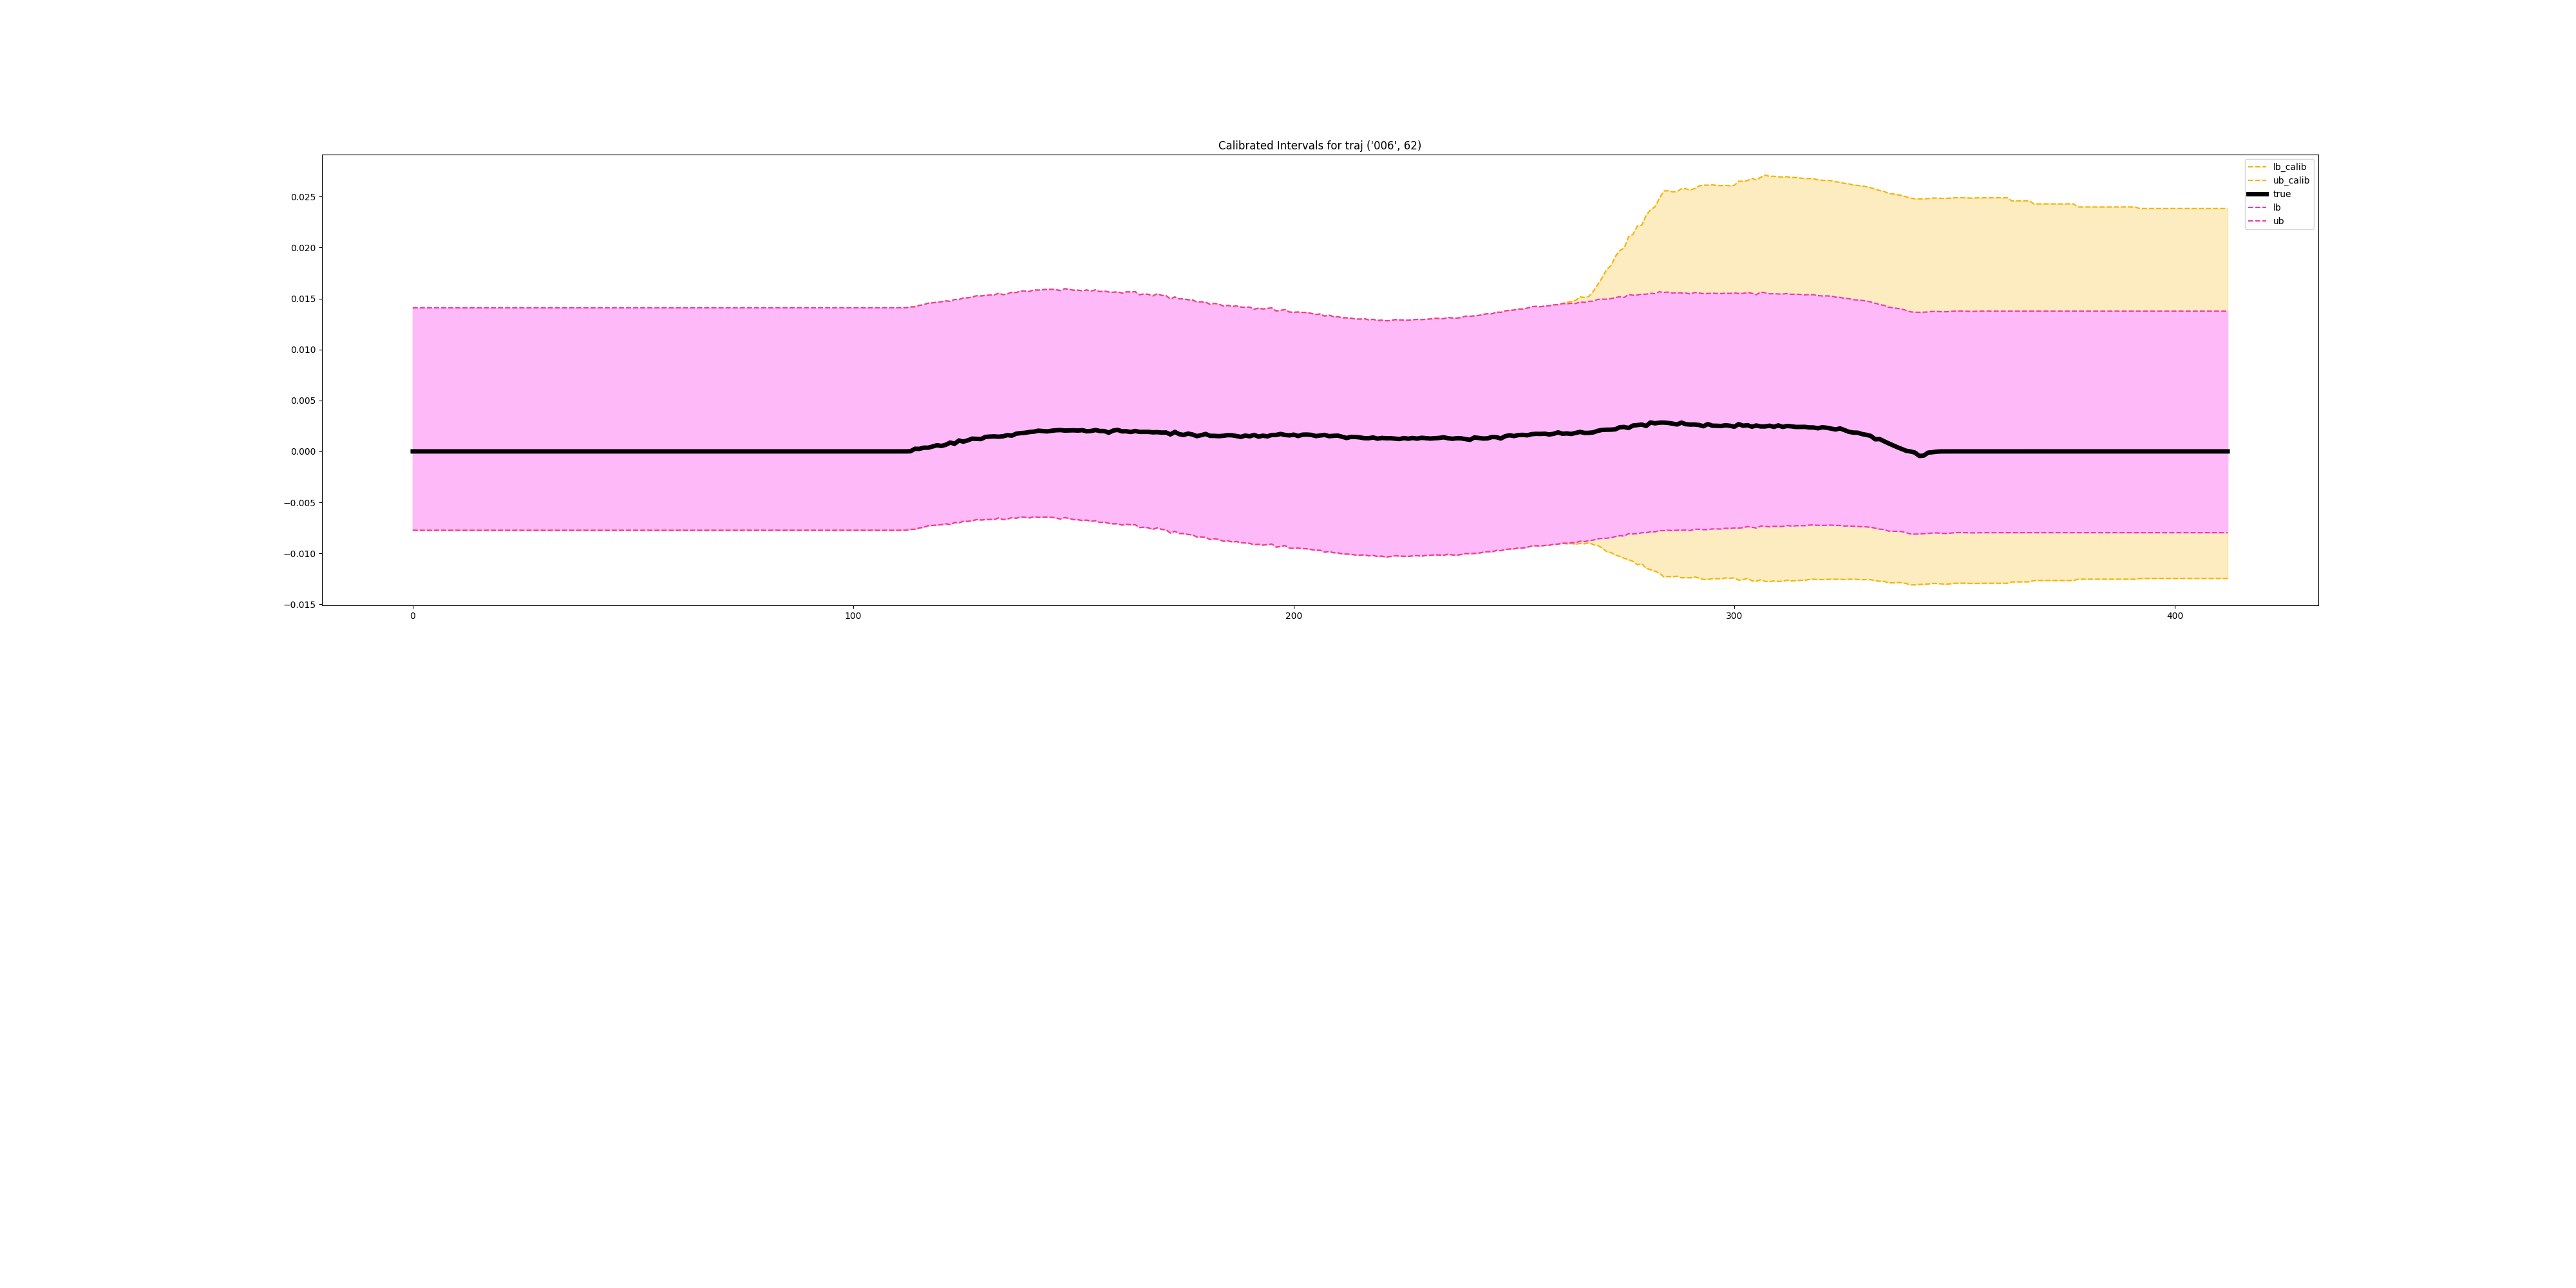 Calibrated Intervals for traj ('006', 62)
lb_calib
ub_calib
true
lb
ub
0.025
0.020
0.015
0.010
0.005
0.000
−0.005
−0.010
−0.015
0 100 200 300 400